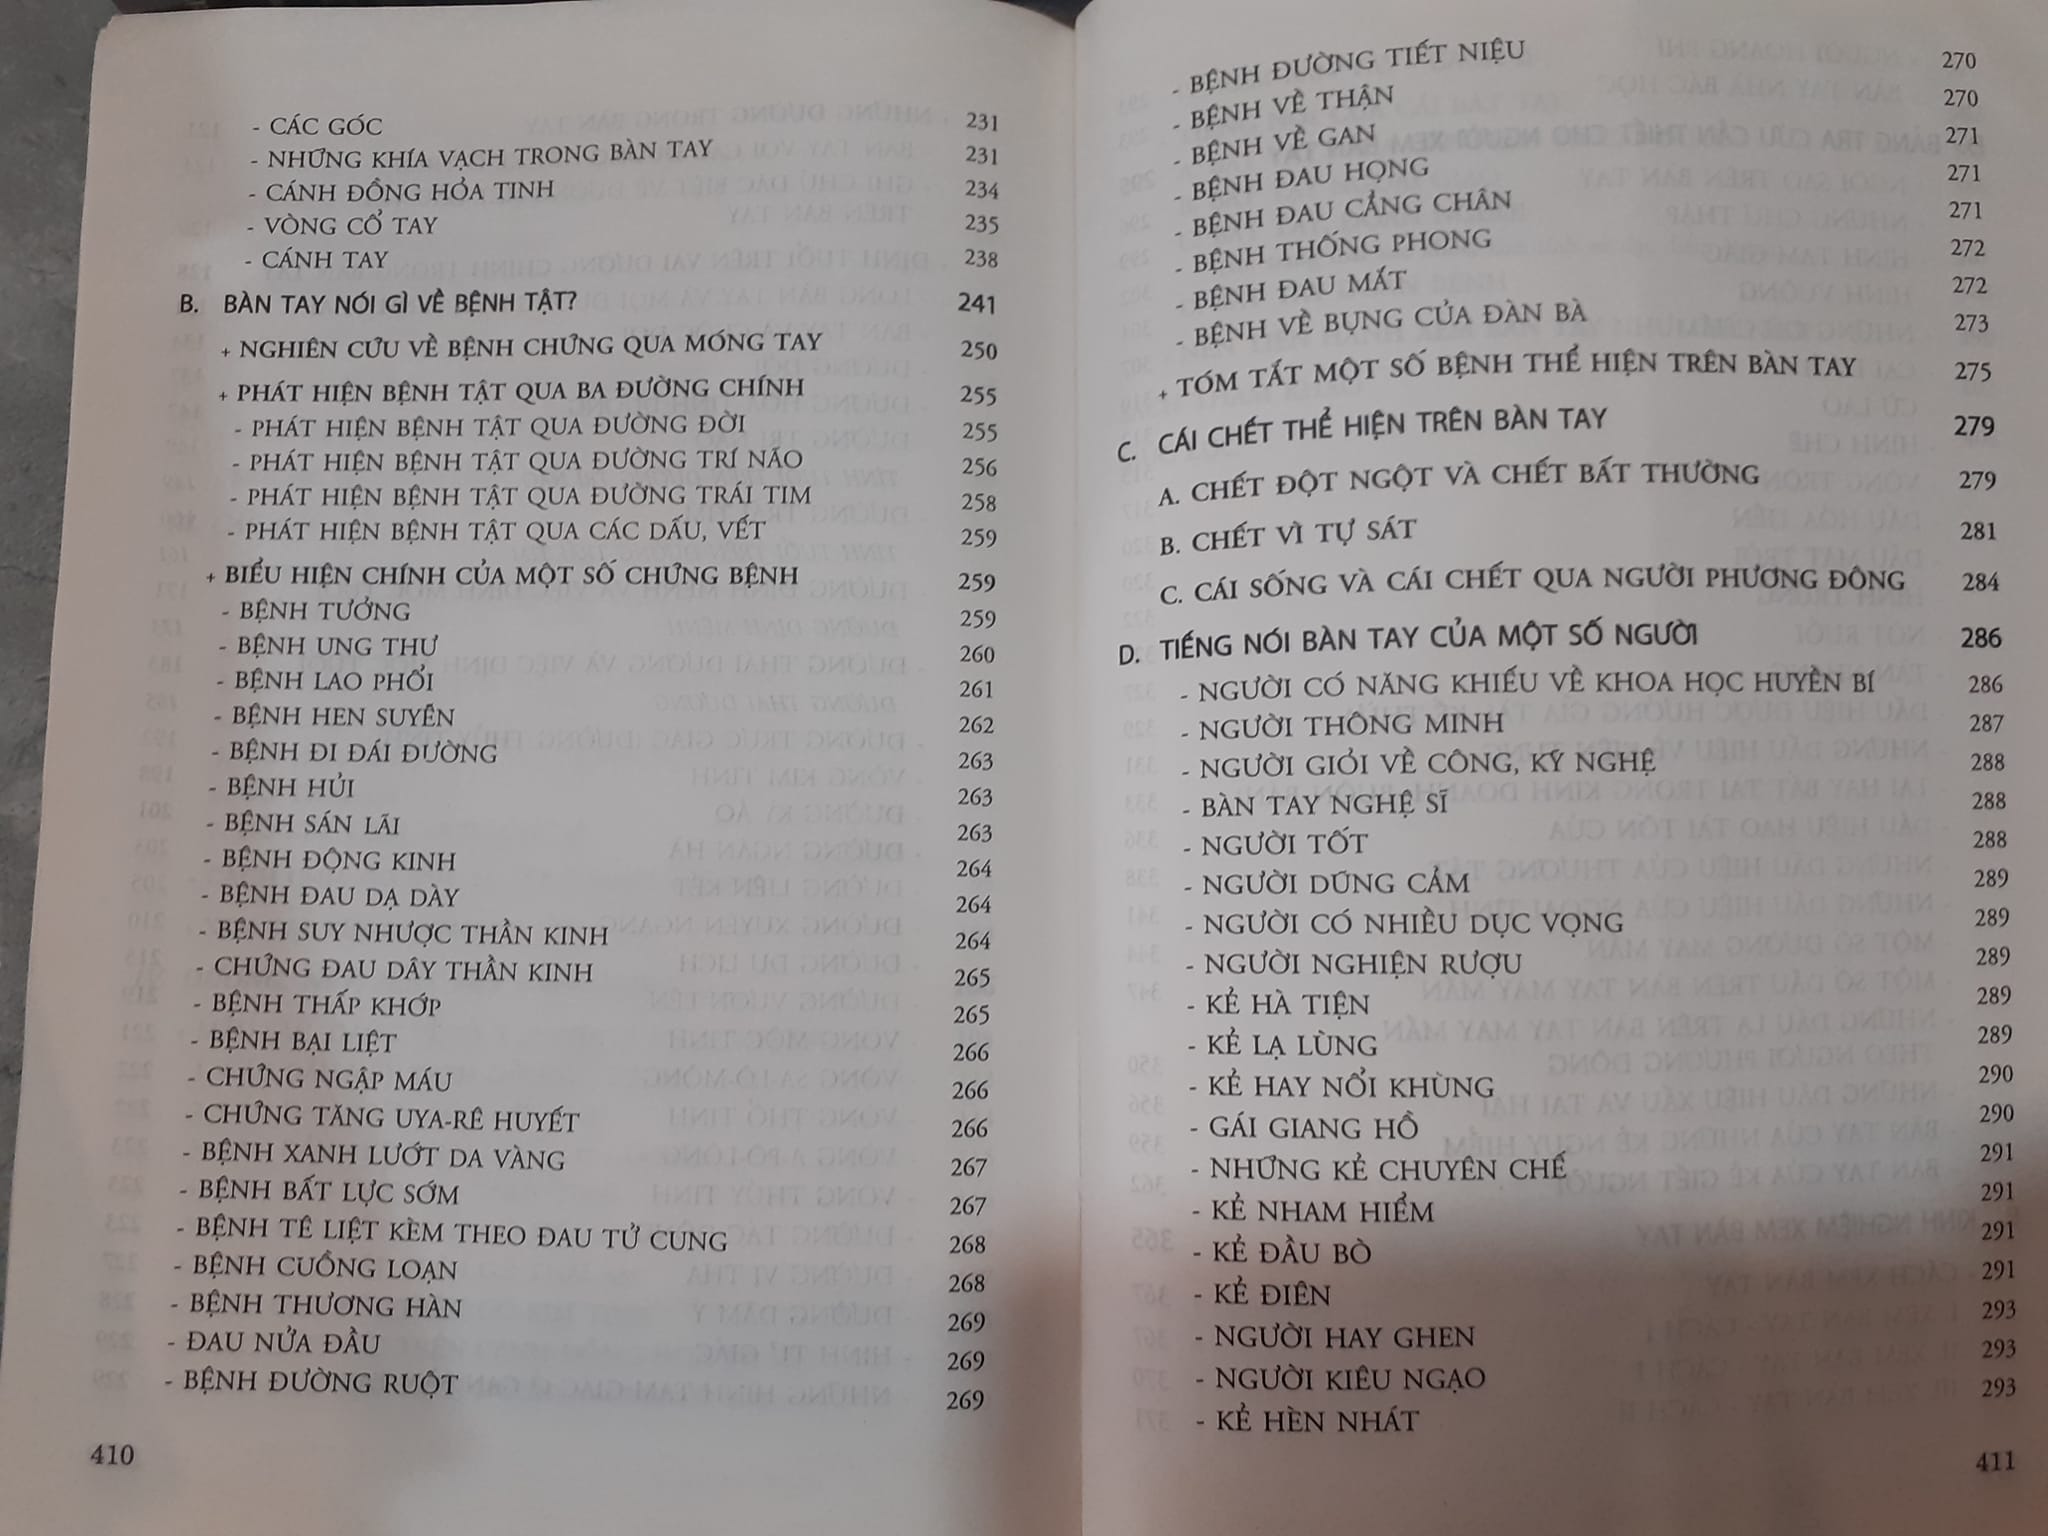 - CÁC GÓC 231
- NHỮNG KHÍA VẠCH TRONG BÀN TAY 231
- CÁNH ĐỒNG HỎA TINH 234
- VÒNG CỔ TAY 235
- CÁNH TAY 238
B. BÀN TAY NÓI GÌ VỀ BỆNH TẬT? 241
+ NGHIÊN CỨU VỀ BỆNH CHỨNG QUA MÓNG TAY 250
+ PHÁT HIỆN BỆNH TẬT QUA BA ĐƯỜNG CHÍNH 255
- PHÁT HIỆN BỆNH TẬT QUA ĐƯỜNG ĐỜI 255
- PHÁT HIỆN BỆNH TẬT QUA ĐƯỜNG TRÍ NÃO 256
- PHÁT HIỆN BỆNH TẬT QUA ĐƯỜNG TRÁI TIM 258
- PHÁT HIỆN BỆNH TẬT QUA CÁC DẤU, VẾT 259
+ BIỂU HIỆN CHÍNH CỦA MỘT SỐ CHỨNG BỆNH 259
- BỆNH TƯỞNG 259
- BỆNH UNG THƯ 260
- BỆNH LAO PHỔI 261
- BỆNH HEN SUYỄN 262
- BỆNH ĐI ĐÁI ĐƯỜNG 263
- BỆNH HỦI 263
- BỆNH SÁN LÃI 263
- BỆNH ĐỘNG KINH 264
- BỆNH ĐAU DẠ DÀY 264
- BỆNH SUY NHƯỢC THẦN KINH 264
- CHỨNG ĐAU DÂY THẦN KINH 265
- BỆNH THẤP KHỚP 265
- BỆNH BẠI LIỆT 266
- CHỨNG NGẬP MÁU 266
- CHỨNG TĂNG UYA-RÊ HUYẾT 266
- BỆNH XANH LƯỚT DA VÀNG 267
- BỆNH BẤT LỰC SỚM 267
- BỆNH TÊ LIỆT KÈM THEO ĐAU TỬ CUNG 268
- BỆNH CUỒNG LOẠN 268
- BỆNH THƯƠNG HÀN 269
- ĐAU NỬA ĐẦU 269
- BỆNH ĐƯỜNG RUỘT 269
410
- BỆNH ĐƯỜNG TIẾT NIỆU 270
- BỆNH VỀ THẬN 270
- BỆNH VỀ GAN 271
- BỆNH ĐAU HỌNG 271
- BỆNH ĐAU CẲNG CHÂN 271
- BỆNH THỐNG PHONG 272
- BỆNH ĐAU MẮT 272
- BỆNH VỀ BỤNG CỦA ĐÀN BÀ 273
+ TÓM TẮT MỘT SỐ BỆNH THỂ HIỆN TRÊN BÀN TAY 275
C. CÁI CHẾT THỂ HIỆN TRÊN BÀN TAY 279
A. CHẾT ĐỘT NGỘT VÀ CHẾT BẤT THƯỜNG 279
B. CHẾT VÌ TỰ SÁT 281
C. CÁI SỐNG VÀ CÁI CHẾT QUA NGƯỜI PHƯƠNG ĐÔNG 284
D. TIẾNG NÓI BÀN TAY CỦA MỘT SỐ NGƯỜI 286
- NGƯỜI CÓ NĂNG KHIẾU VỀ KHOA HỌC HUYỀN BÍ 286
- NGƯỜI THÔNG MINH 287
- NGƯỜI GIỎI VỀ CÔNG, KỸ NGHỆ 288
- BÀN TAY NGHỆ SĨ 288
- NGƯỜI TỐT 288
- NGƯỜI DŨNG CẢM 289
- NGƯỜI CÓ NHIỀU DỤC VỌNG 289
- NGƯỜI NGHIỆN RƯỢU 289
- KẺ HÀ TIỆN 289
- KẺ LẠ LÙNG 289
- KẺ HAY NỔI KHÙNG 290
- GÁI GIANG HỒ 290
- NHỮNG KẺ CHUYÊN CHẾ 291
- KẺ NHAM HIỂM 291
- KẺ ĐẦU BÒ 291
- KẺ ĐIÊN 291
- NGƯỜI HAY GHEN 293
- NGƯỜI KIÊU NGẠO 293
- KẺ HÈN NHÁT 293
411